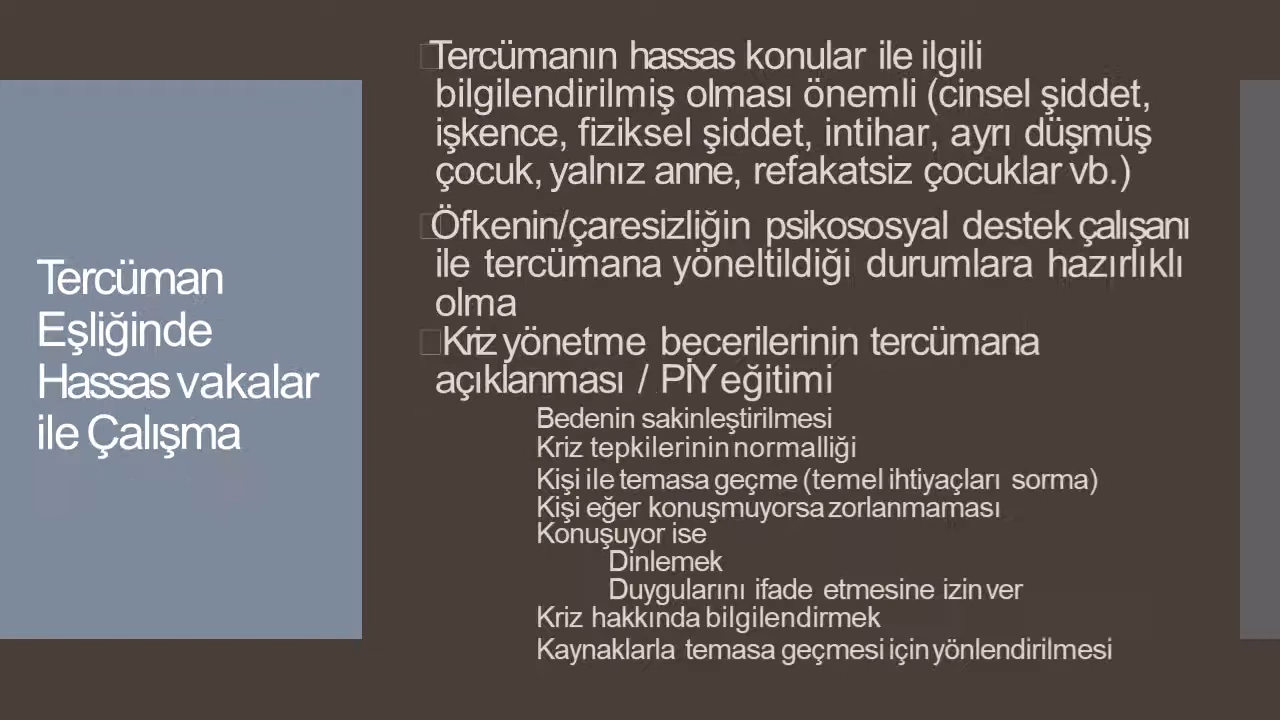 Tercüman
Eşliğinde
Hassas vakalar
ile Çalışma
Tercümanın hassas konular ile ilgili
bilgilendirilmiş olması önemli (cinsel şiddet,
işkence, fiziksel şiddet, intihar, ayrı düşmüş
çocuk, yalnız anne, refakatsiz çocuklar vb.)
Öfkenin/çaresizliğin psikososyal destek çalışanı
ile tercümana yöneltildiği durumlara hazırlıklı
olma
Kriz yönetme becerilerinin tercümana
açıklanması / PİY eğitimi
Bedenin sakinleştirilmesi
Kriz tepkilerinin normalliği
Kişi ile temasa geçme (temel ihtiyaçları sorma)
Kişi eğer konuşmuyorsa zorlanmaması
Konuşuyor ise
Dinlemek
Duygularını ifade etmesine izin ver
Kriz hakkında bilgilendirmek
Kaynaklarla temasa geçmesi için yönlendirilmesi